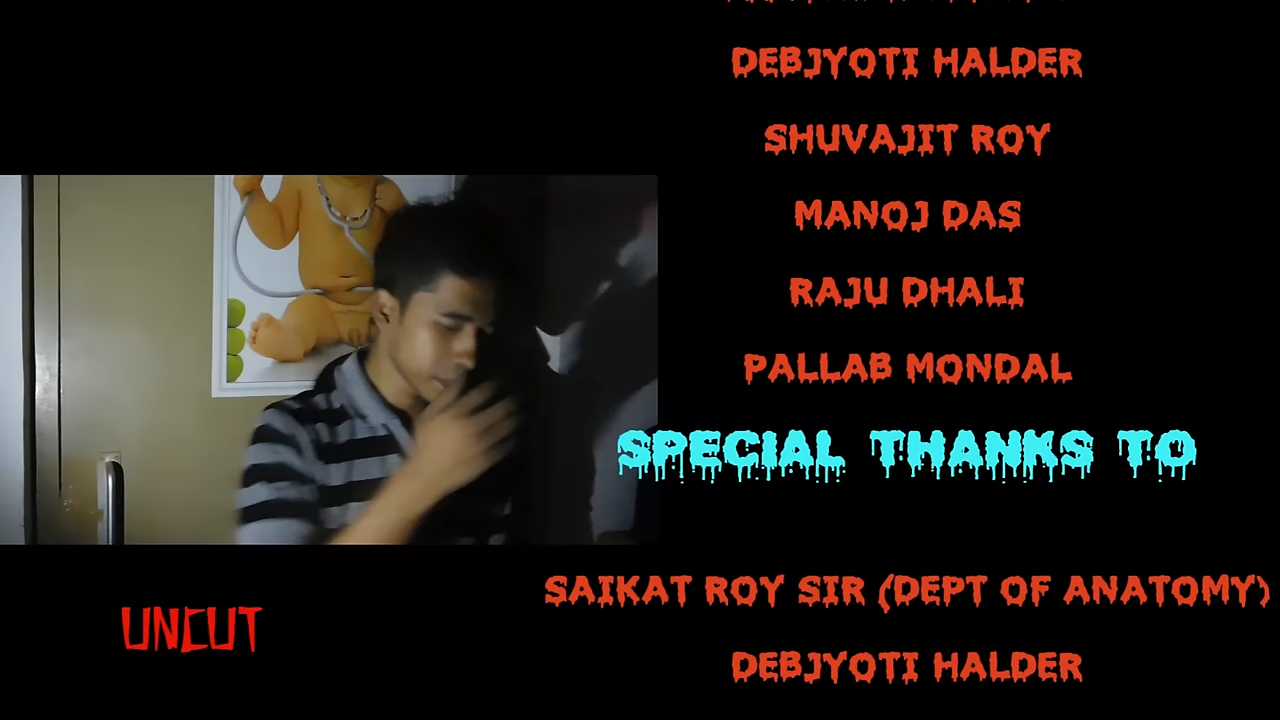 DEBJYOTI HALDER
SHUVAJIT ROY
MANOJ DAS
RAJU DHALI
PALLAB MONDAL
SPECIAL THANKS TO
SAIKAT ROY SIR (DEPT OF ANATOMY)
DEBJYOTI HALDER
UNCUT